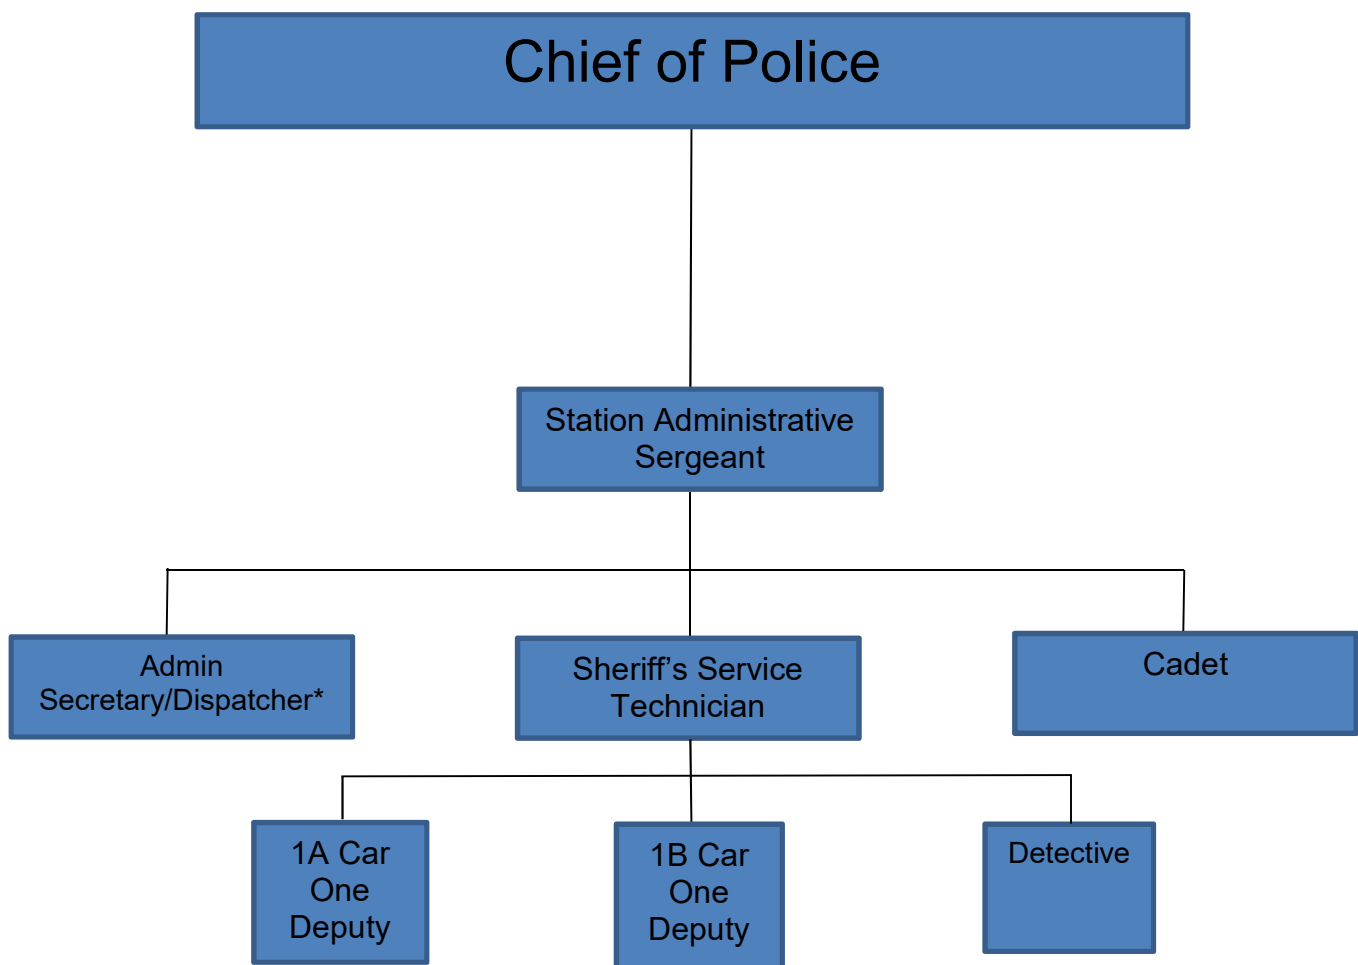 Chief of Police
Station Administrative
Sergeant
Admin
Secretary/Dispatcher*
Sheriff’s Service
Technician
Cadet
1A Car
One
Deputy
1B Car
One
Deputy
Detective